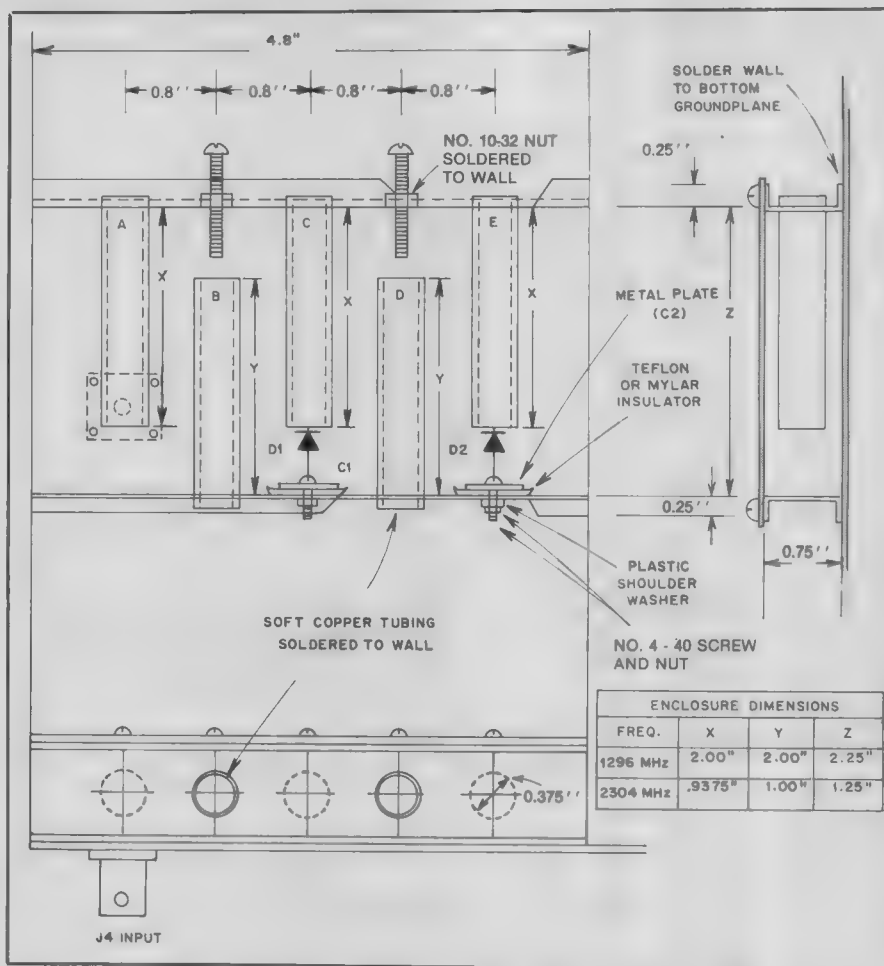 4.8"
0.8'' 0.8'' 0.8'' 0.8''
SOLDER WALL
TO BOTTOM
GROUNDPLANE
NO. 10-32 NUT
SOLDERED
TO WALL
0.25''
A
C
E
X
X
X
B
D
Y
Y
Z
METAL PLATE
(C2)
TEFLON
OR MYLAR
INSULATOR
D1
C1
D2
0.25''
0.75''
PLASTIC
SHOULDER
WASHER
SOFT COPPER TUBING
SOLDERED TO WALL
NO. 4 - 40 SCREW
AND NUT
ENCLOSURE DIMENSIONS
FREQ. X Y Z
1296 MHz 2.00" 2.00" 2.25"
2304 MHz .9375" 1.00" 1.25"
0.375''
J4 INPUT